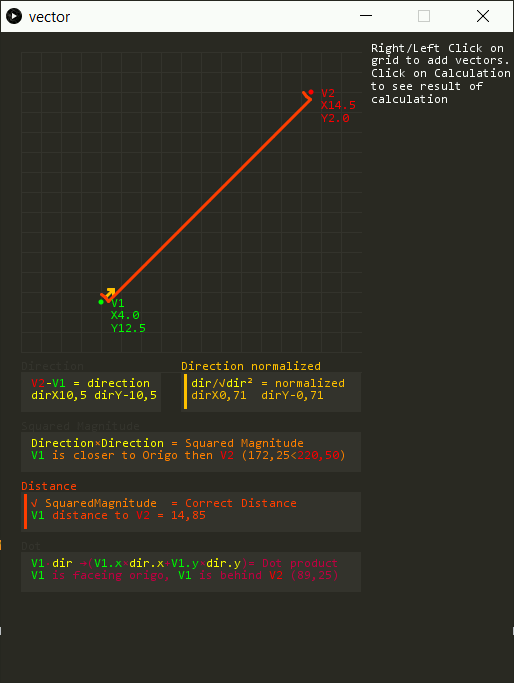 vector
Right/Left Click on
grid to add vectors.
Click on Calculation
to see result of
calculation
V2
X14.5
Y2.0
V1
X4.0
Y12.5
Direction
V2-V1 = direction
dirX10,5 dirY-10,5
Direction normalized
dir/√dir² = normalized
dirX0,71 dirY-0,71
Squared Magnitude
Direction*Direction = Squared Magnitude
V1 is closer to Origo then V2 (172,25<220,50)
Distance
√ SquaredMagnitude = Correct Distance
V1 distance to V2 = 14,85
Dot
V1*dir =(V1.x*dir.x+V1.y*dir.y)= Dot product
V1 is faceing origo, V1 is behind V2 (89,25)